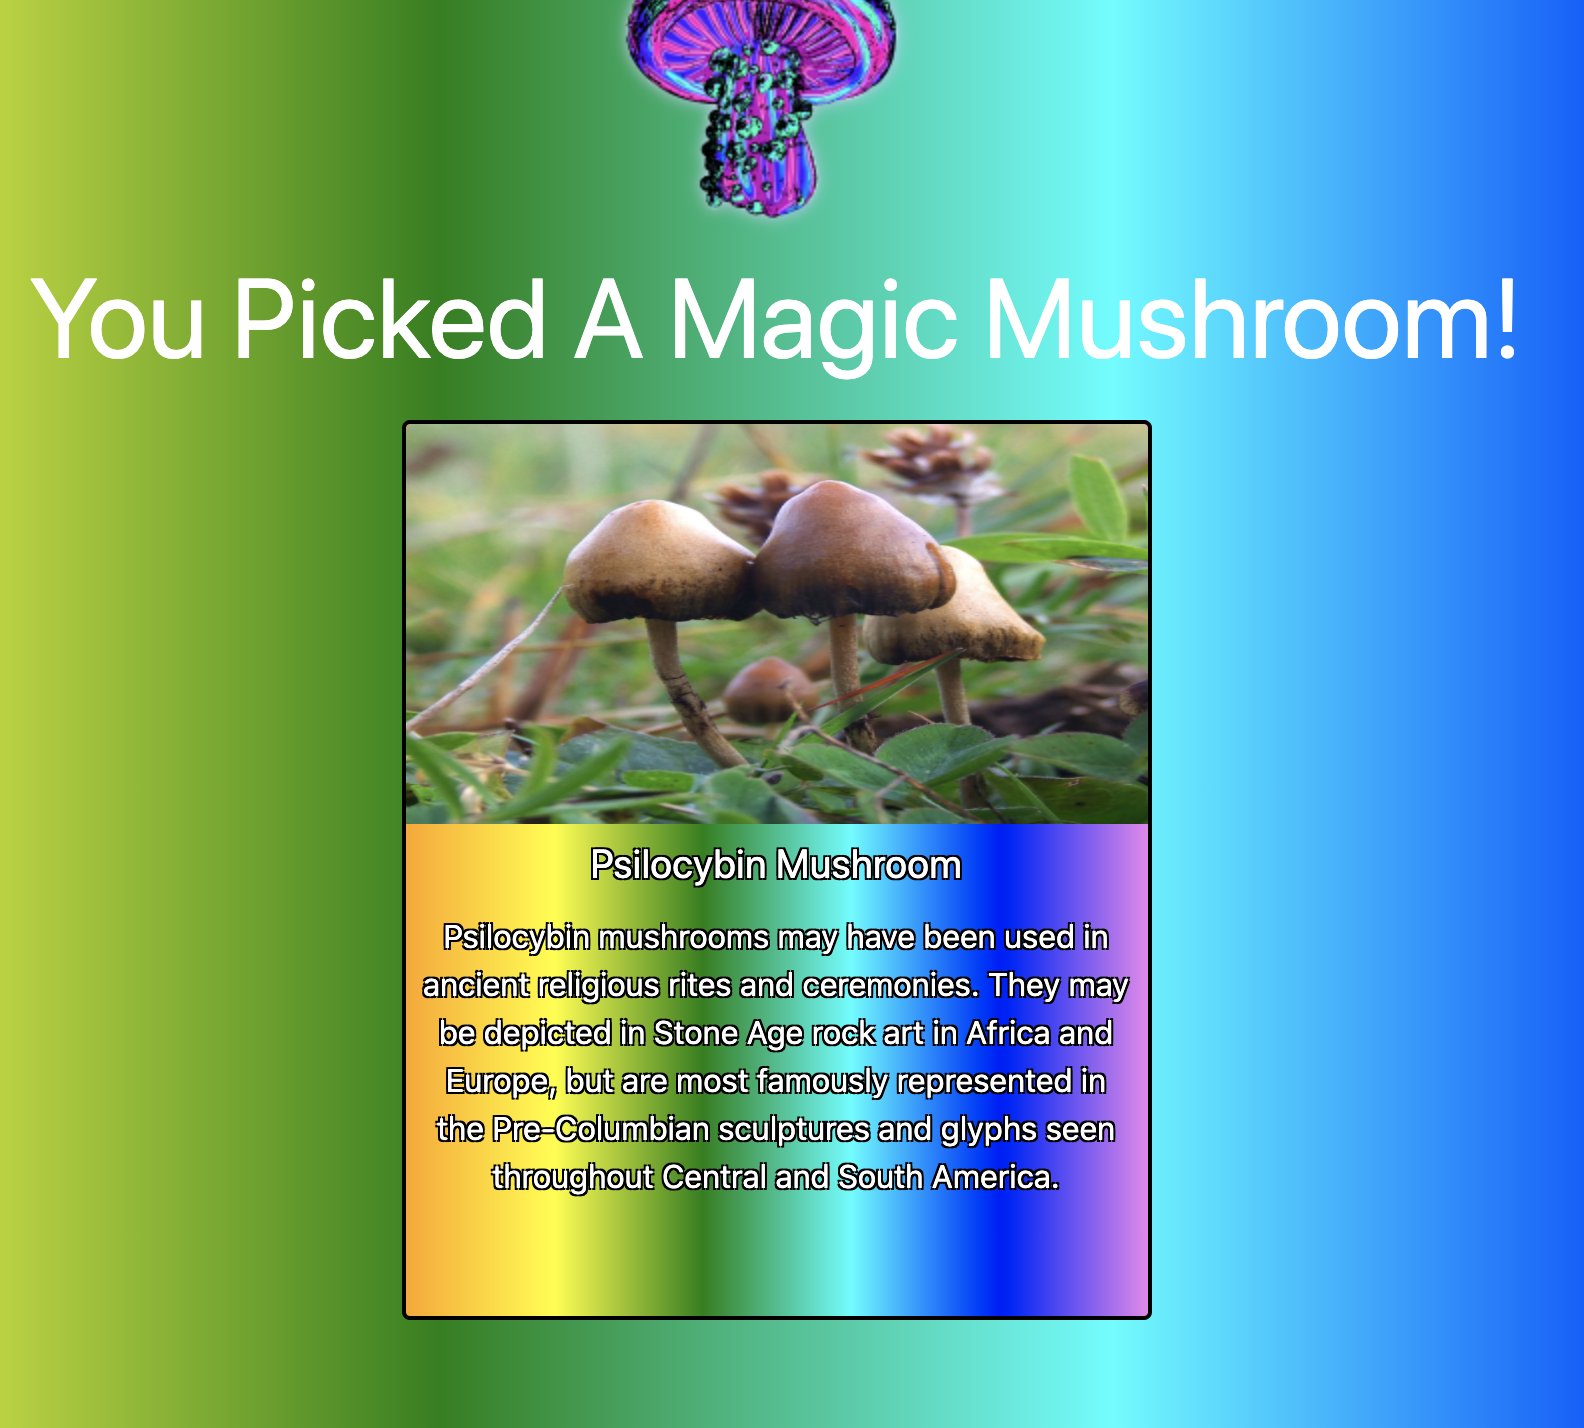 You Picked A Magic Mushroom!
Psilocybin Mushroom
Psilocybin mushrooms may have been used in
ancient religious rites and ceremonies. They may
be depicted in Stone Age rock art in Africa and
Europe, but are most famously represented in
the Pre-Columbian sculptures and glyphs seen
throughout Central and South America.